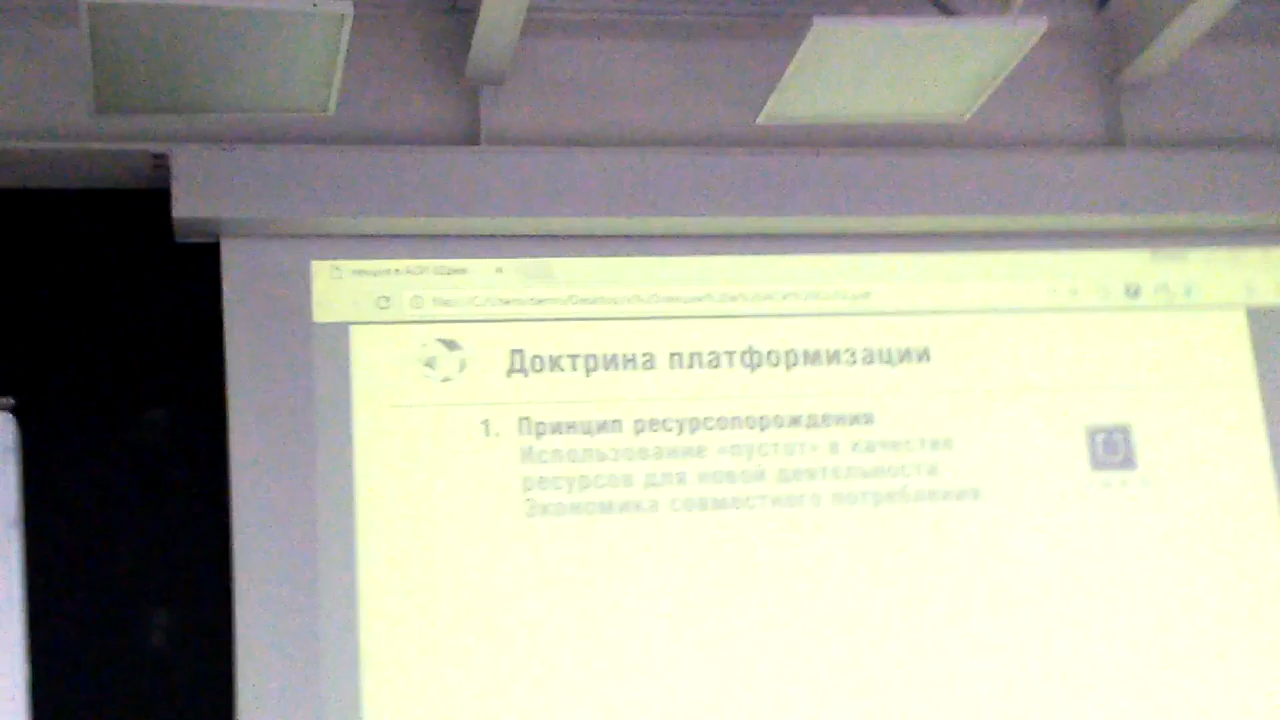 Доктрина платформизации
1. Принцип ресурсопорождения
Использование «пустот» в качестве
ресурсов для новой деятельности
Экономика совместного потребления